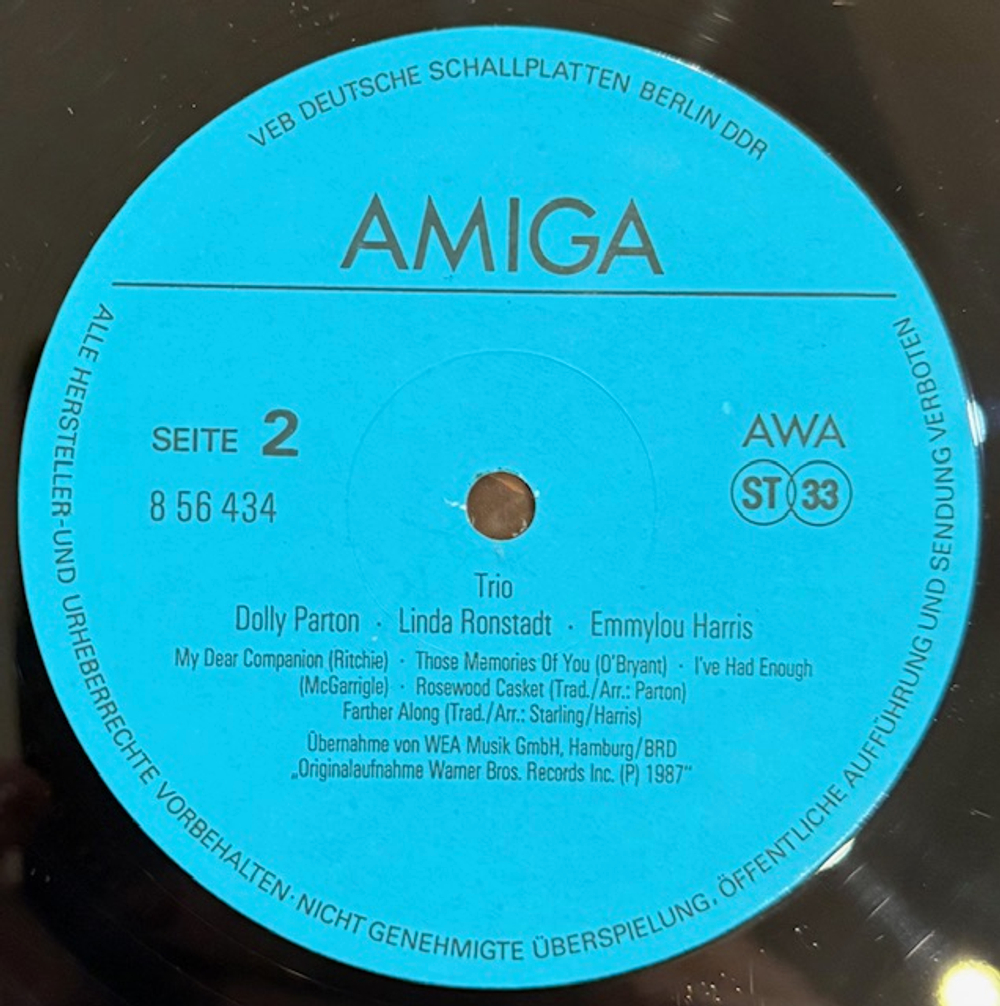 VEB DEUTSCHE SCHALLPLATTEN BERLIN DDR
AMIGA
SEITE 2
8 56 434
AWA
ST 33
Trio
Dolly Parton · Linda Ronstadt · Emmylou Harris
My Dear Companion (Ritchie) · Those Memories Of You (O'Bryant) · I've Had Enough
(McGarrigle) · Rosewood Casket (Trad./Arr.: Parton)
Farther Along (Trad./Arr.: Starling/Harris)
Übernahme von WEA Musik GmbH, Hamburg/BRD
„Originalaufnahme Warner Bros. Records Inc. (P) 1987“
ALLE HERSTELLER-UND URHEBERRECHTE VORBEHALTEN· NICHT GENEHMIGTE ÜBERSPIELUNG, ÖFFENTLICHE AUFFÜHRUNG UND SENDUNG VERBOTEN